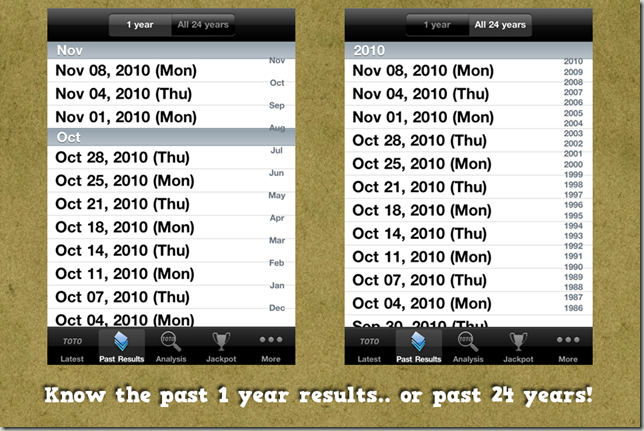 1 year
All 24 years
Nov
Nov 08, 2010 (Mon)
Nov 04, 2010 (Thu)
Nov 01, 2010 (Mon)
Oct
Oct 28, 2010 (Thu)
Oct 25, 2010 (Mon)
Oct 21, 2010 (Thu)
Oct 18, 2010 (Mon)
Oct 14, 2010 (Thu)
Oct 11, 2010 (Mon)
Oct 07, 2010 (Thu)
Oct 04, 2010 (Mon)
Nov
Oct
Sep
Aug
Jul
Jun
May
Apr
Mar
Feb
Jan
Dec
TOTO
TOTO
Latest
Past Results
Analysis
Jackpot
More
1 year
All 24 years
2010
Nov 08, 2010 (Mon)
Nov 04, 2010 (Thu)
Nov 01, 2010 (Mon)
Oct 28, 2010 (Thu)
Oct 25, 2010 (Mon)
Oct 21, 2010 (Thu)
Oct 18, 2010 (Mon)
Oct 14, 2010 (Thu)
Oct 11, 2010 (Mon)
Oct 07, 2010 (Thu)
Oct 04, 2010 (Mon)
Sep 30, 2010 (Thu)
2010
2009
2008
2007
2006
2005
2004
2003
2002
2001
2000
1999
1998
1997
1996
1995
1994
1993
1992
1991
1990
1989
1988
1987
1986
TOTO
TOTO
Latest
Past Results
Analysis
Jackpot
More
Know the past 1 year results.. or past 24 years!